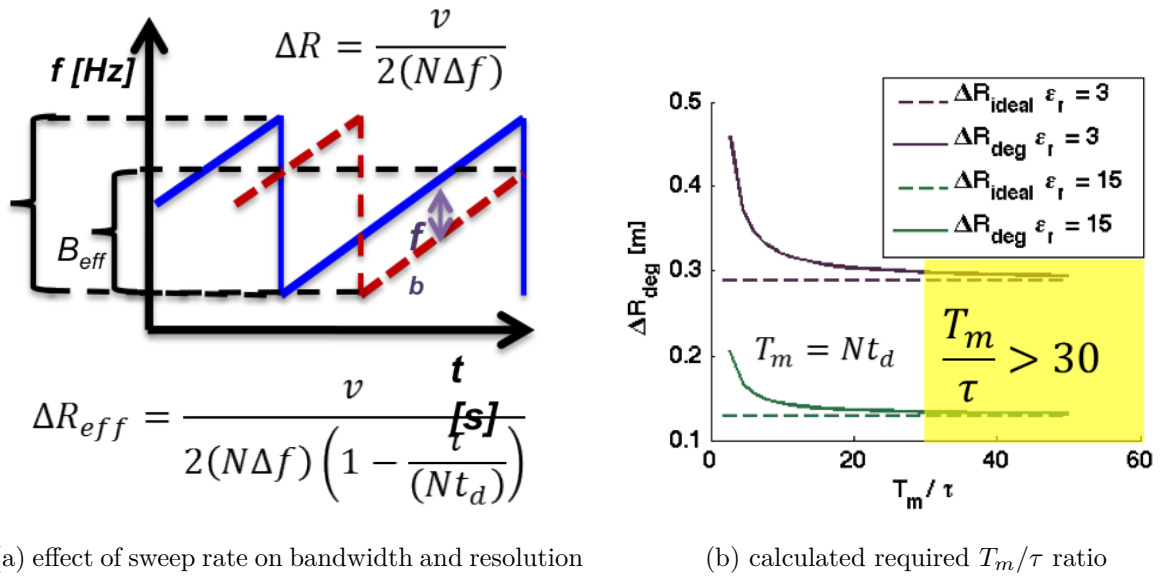 ΔR = v / 2(NΔf)
f [Hz]
B_eff
f
b
t
[s]
ΔR_eff = v / 2(NΔf)(1 − τ/(Nt_d))
(a) effect of sweep rate on bandwidth and resolution
ΔR_ideal ε_r = 3
ΔR_deg ε_r = 3
ΔR_ideal ε_r = 15
ΔR_deg ε_r = 15
0.5
0.4
0.3
0.2
0.1
ΔR_deg [m]
T_m = Nt_d
T_m/τ > 30
0 20 40 60
T_m / τ
(b) calculated required T_m/τ ratio